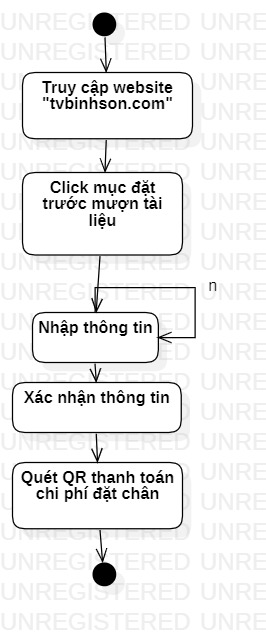 Truy cập website
"tvbinhson.com"
Click mục đặt
trước mượn tài
liệu
n
Nhập thông tin
Xác nhận thông tin
Quét QR thanh toán
chi phí đặt chân